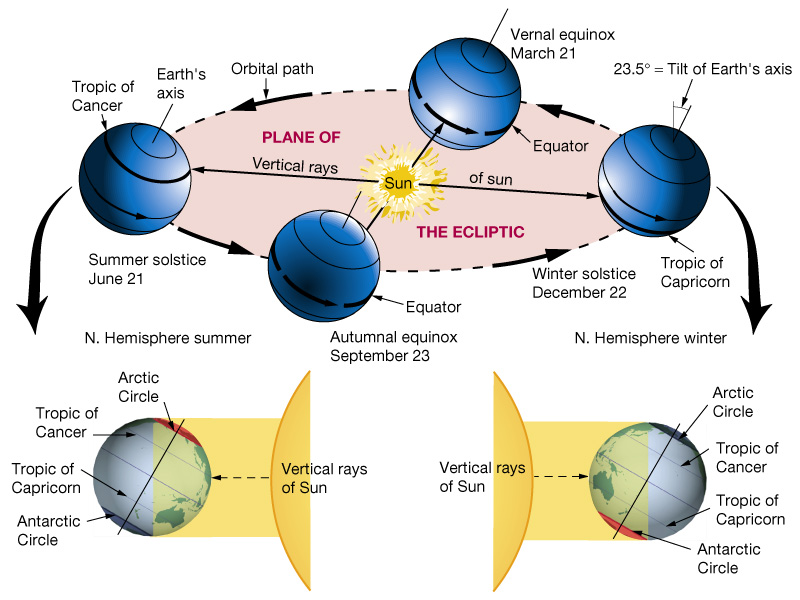 Vernal equinox
March 21
23.5° = Tilt of Earth's axis
Orbital path
Earth's
axis
Tropic of
Cancer
PLANE OF
Equator
Vertical rays
Sun
of sun
THE ECLIPTIC
Summer solstice
June 21
Winter solstice
December 22
Tropic of
Capricorn
Equator
Autumnal equinox
September 23
N. Hemisphere summer
N. Hemisphere winter
Arctic
Circle
Tropic of
Cancer
Tropic of
Capricorn
Antarctic
Circle
Vertical rays
of Sun
Vertical rays
of Sun
Arctic
Circle
Tropic of
Cancer
Tropic of
Capricorn
Antarctic
Circle